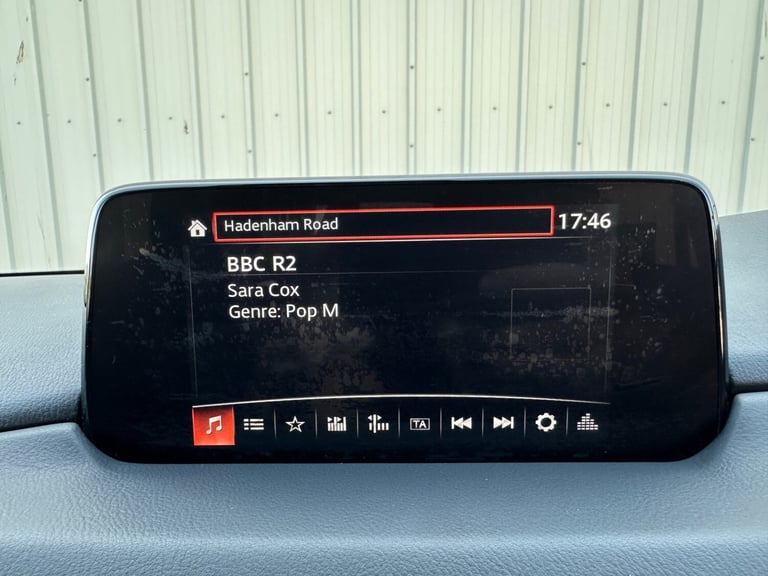 Hadenham Road
17:46
BBC R2
Sara Cox
Genre: Pop M
TA